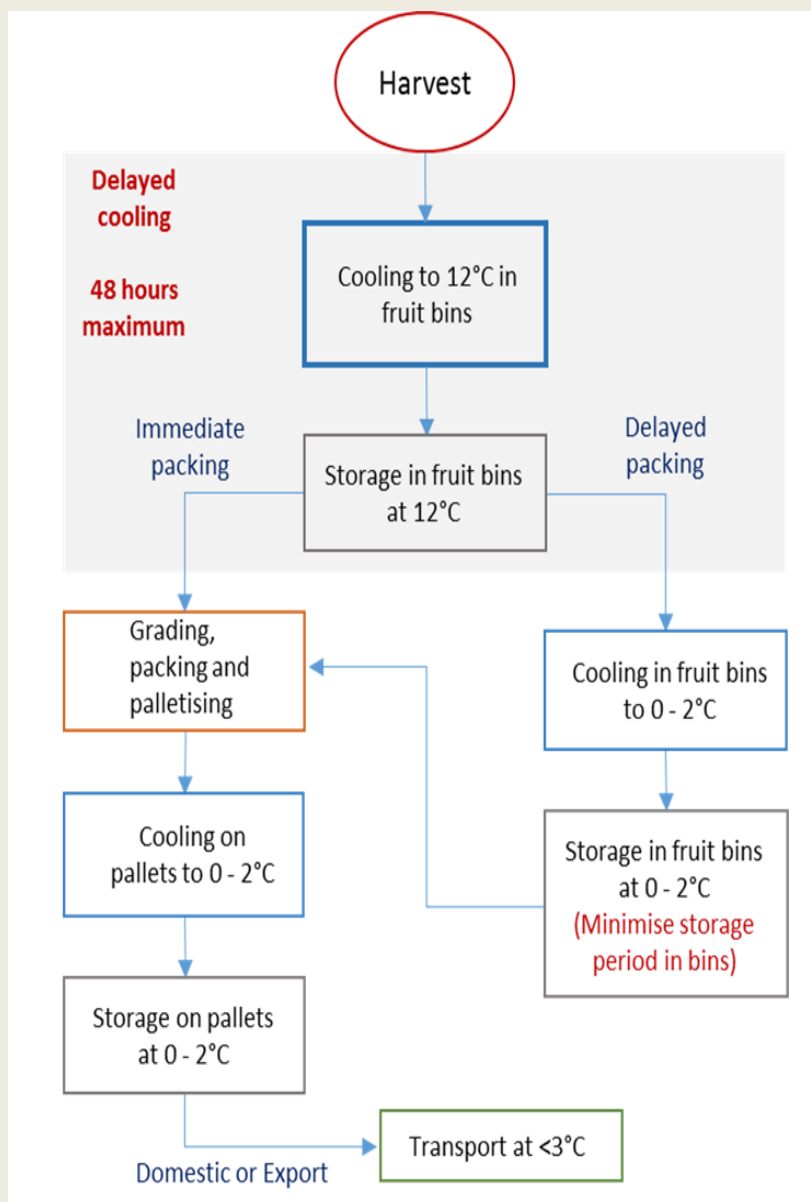 Harvest
Delayed
cooling
48 hours
maximum
Cooling to 12°C in
fruit bins
Immediate
packing
Delayed
packing
Storage in fruit bins
at 12°C
Grading,
packing and
palletising
Cooling in fruit bins
to 0 - 2°C
Cooling on
pallets to 0 - 2°C
Storage in fruit bins
at 0 - 2°C
(Minimise storage
period in bins)
Storage on pallets
at 0 - 2°C
Transport at <3°C
Domestic or Export